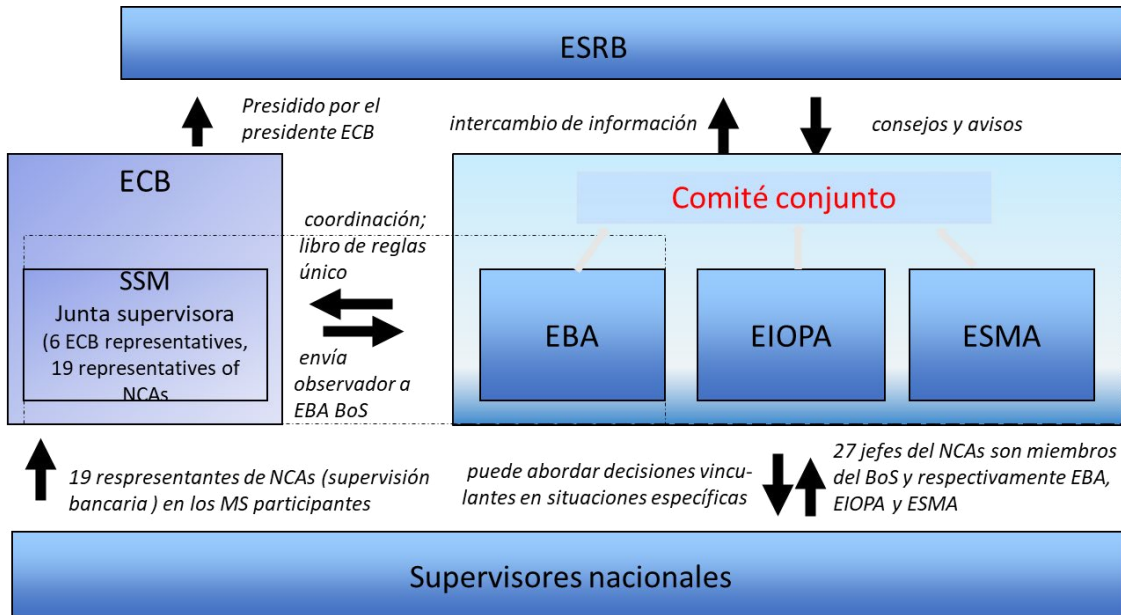 ESRB
Presidido por el
presidente ECB
intercambio de información
consejos y avisos
ECB
SSM
Junta supervisora
(6 ECB representatives,
19 representatives of
NCAs
coordinación;
libro de reglas
único
envía
observador a
EBA BoS
Comité conjunto
EBA
EIOPA
ESMA
19 respresentantes de NCAs (supervisión
bancaria ) en los MS participantes
puede abordar decisiones vincu-
lantes en situaciones específicas
27 jefes del NCAs son miembros
del BoS y respectivamente EBA,
EIOPA y ESMA
Supervisores nacionales